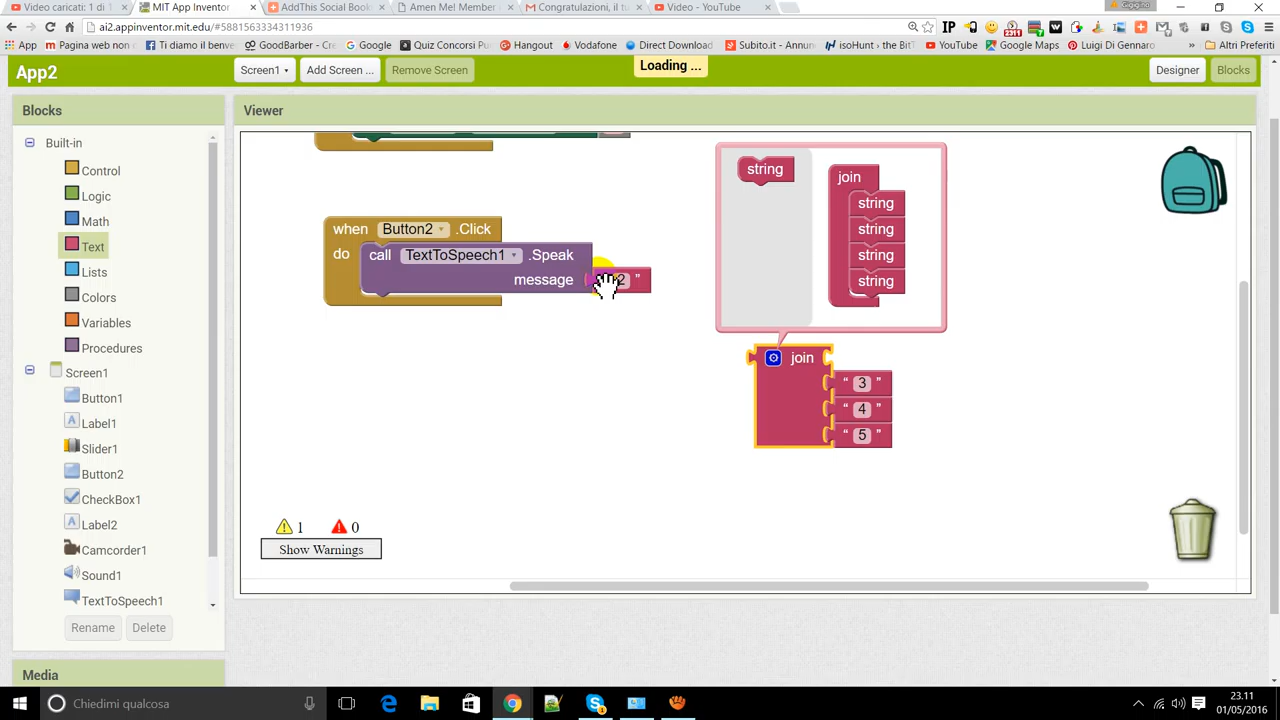 Video caricati: 1 di 1
MIT App Inventor
AddThis Social Book
Amen Me! Member /
Congratulazioni, il tu
Video - YouTube
Gigigino
ai2.appinventor.mit.edu/#5881563334311936
App
Pagina web non c
Ti diamo il benve
GoodBarber - Create
Google
Quiz Concorsi Pu
Hangout
Vodafone
Direct Download
Subito.it - Annun
isoHunt ‹ the BitT
YouTube
Google Maps
Luigi Di Gennaro
Altri Preferiti
App2
Screen1
Add Screen ...
Remove Screen
Loading ...
Designer
Blocks
Blocks
Viewer
Built-in
Control
Logic
Math
Text
Lists
Colors
Variables
Procedures
Screen1
Button1
Label1
Slider1
Button2
CheckBox1
Label2
Camcorder1
Sound1
TextToSpeech1
Rename
Delete
Media
when Button2 .Click
do call TextToSpeech1 .Speak
message 2 ”
string
join
string
string
string
string
join
“ 3 ”
“ 4 ”
“ 5 ”
1 0
Show Warnings
Chiedimi qualcosa
23.11
01/05/2016